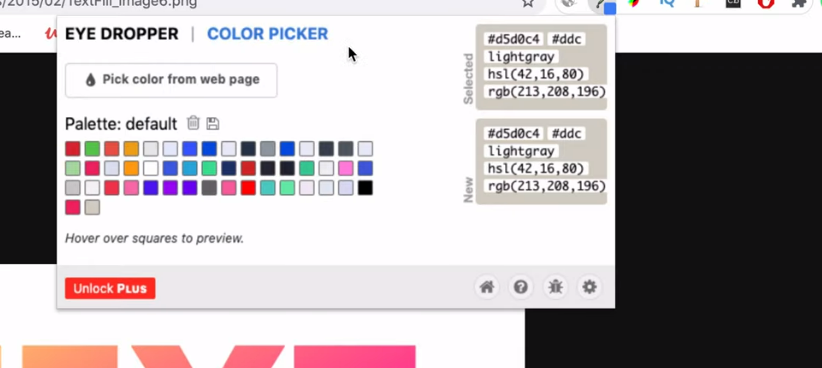 s/2015/02/TextFill_image6.png
ea...
EYE DROPPER | COLOR PICKER
Pick color from web page
Palette: default
Hover over squares to preview.
Unlock PLUS
Selected
#d5d0c4 #ddc
lightgray
hsl(42,16,80)
rgb(213,208,196)
New
#d5d0c4 #ddc
lightgray
hsl(42,16,80)
rgb(213,208,196)